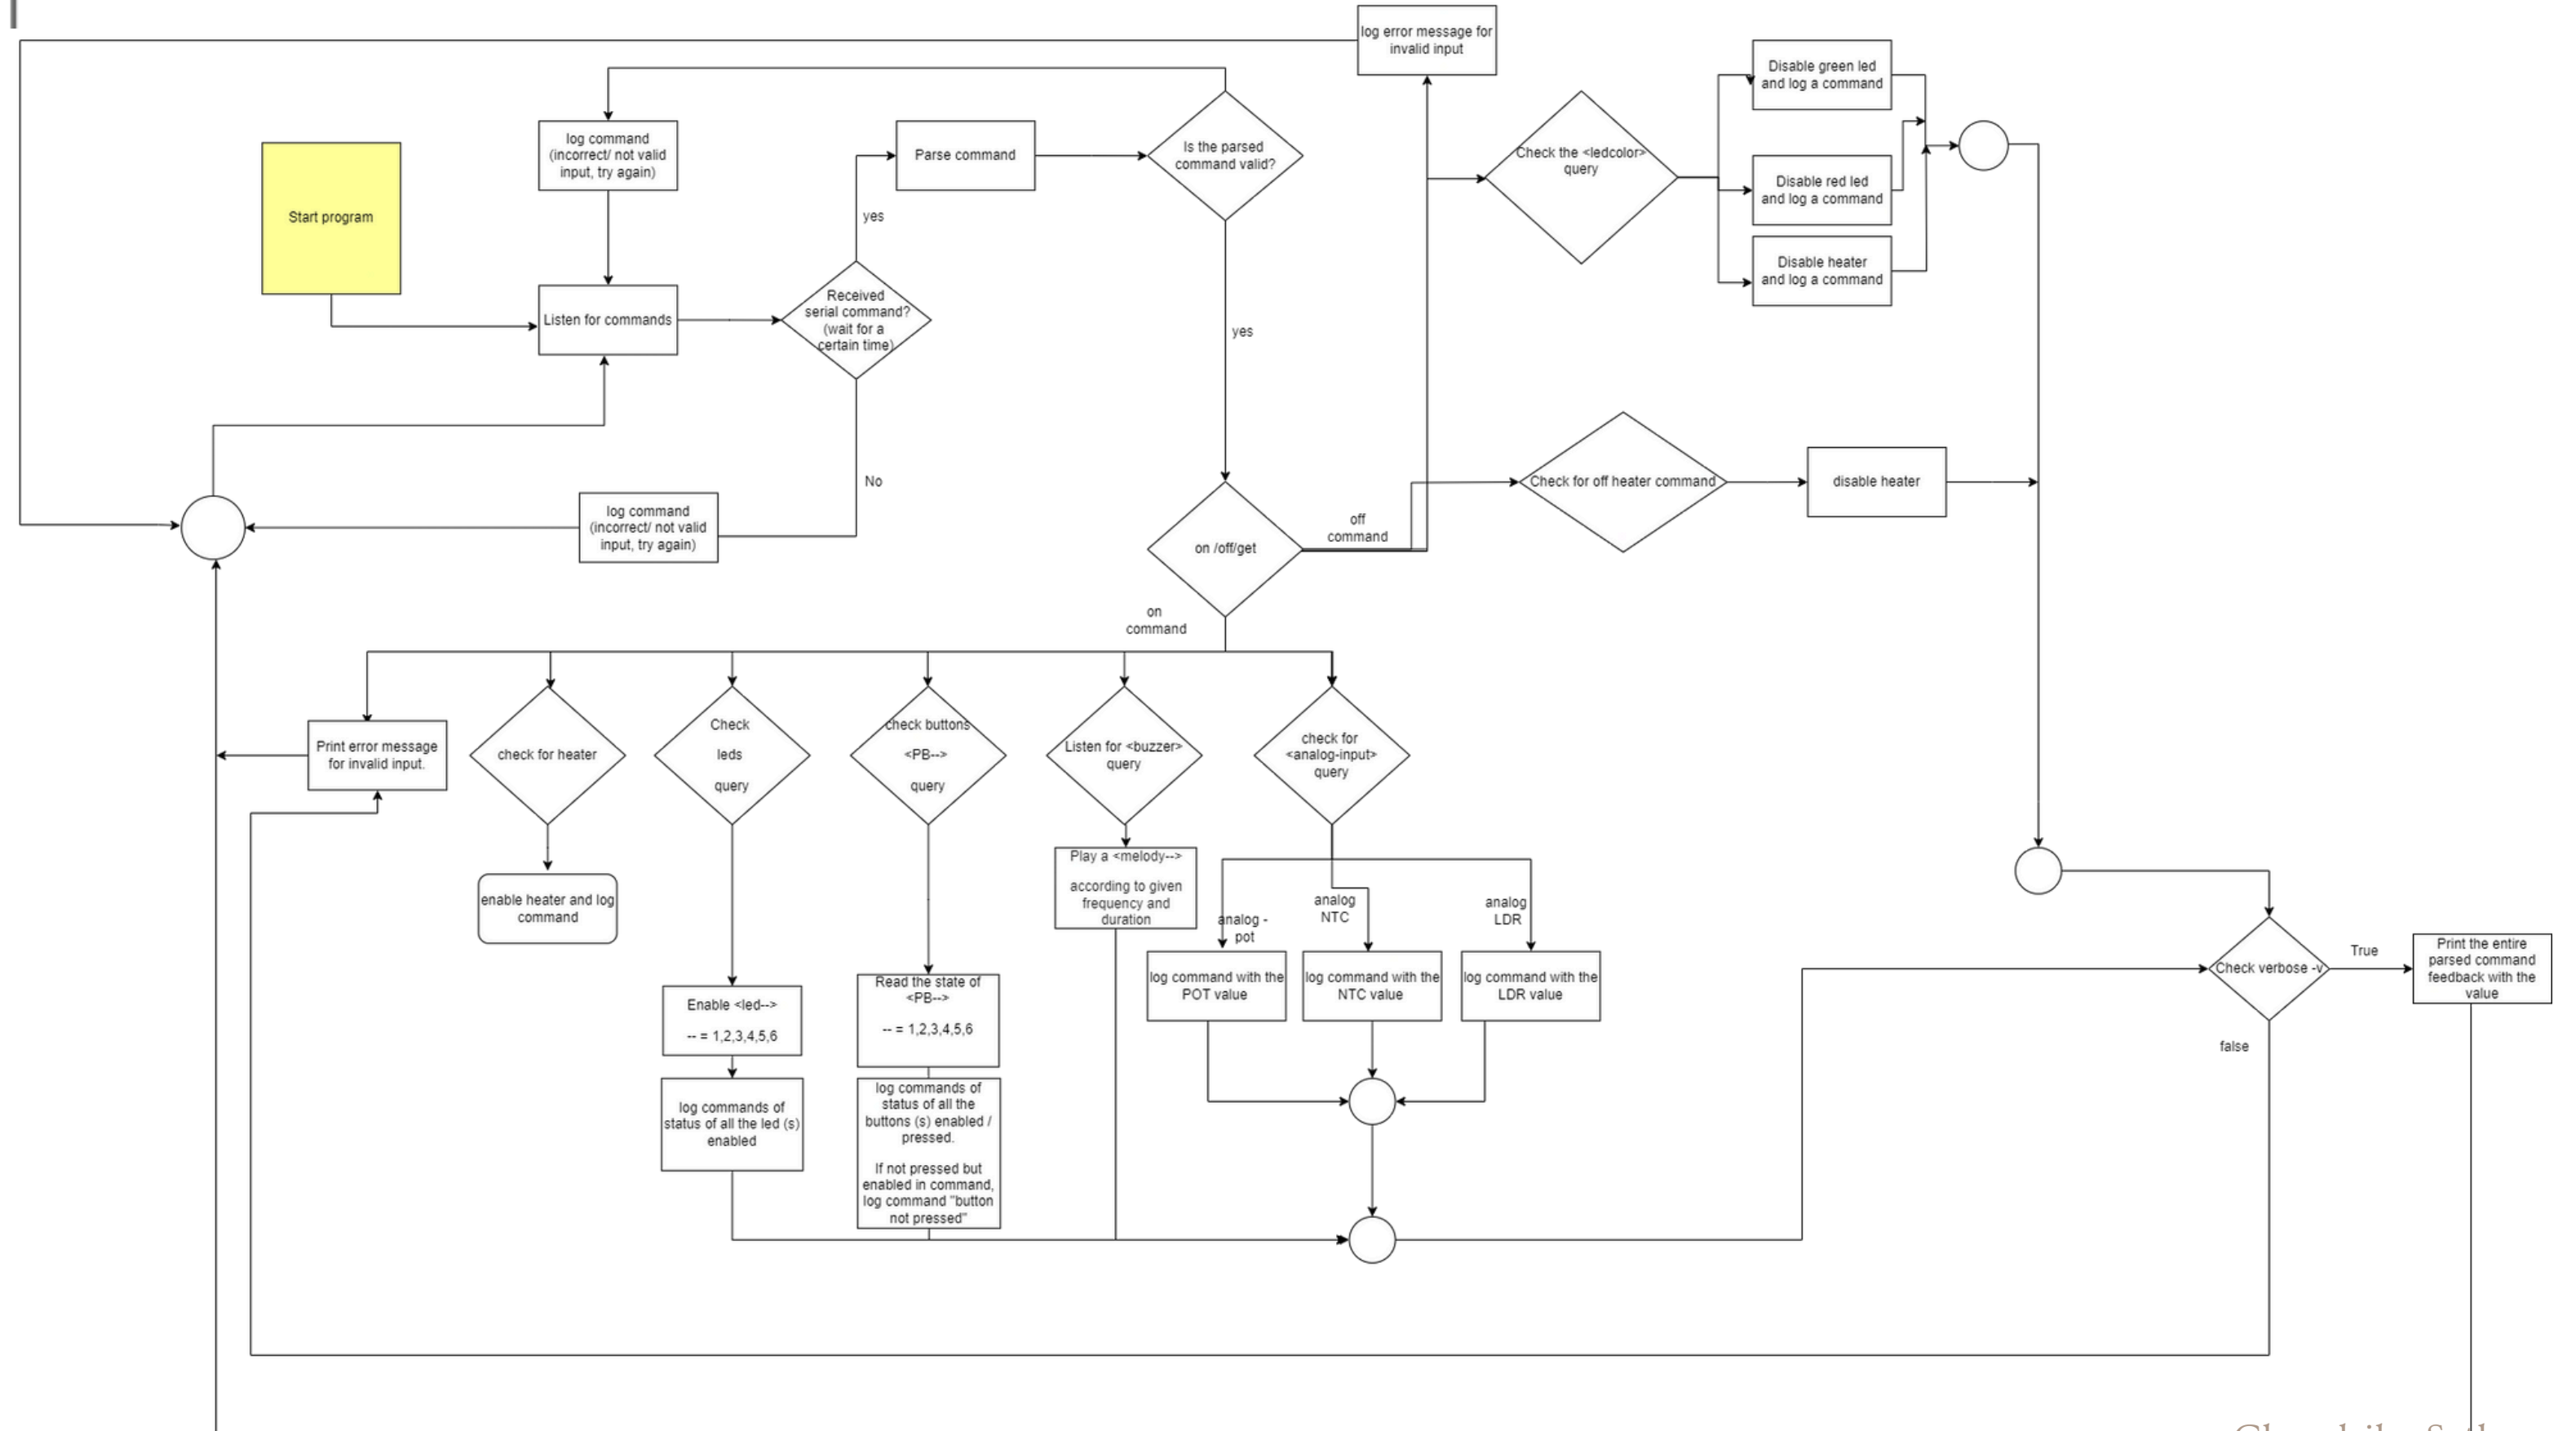 log error message for
invalid input
Disable green led
and log a command
log command
(incorrect/ not valid
input, try again)
Parse command
Is the parsed
command valid?
Check the <ledcolor>
query
Disable red led
and log a command
Start program
yes
Disable heater
and log a command
Listen for commands
Received
serial command?
(wait for a
certain time)
yes
No
log command
(incorrect/ not valid
input, try again)
on /off/get
off
command
Check for off heater command
disable heater
on
command
Print error message
for invalid input.
check for heater
Check
leds
query
check buttons
<PB-->
query
Listen for <buzzer>
query
check for
<analog-input>
query
enable heater and log
command
Play a <melody-->
according to given
frequency and
duration
analog -
pot
analog
NTC
analog
LDR
Enable <led-->
-- = 1,2,3,4,5,6
Read the state of
<PB-->
-- = 1,2,3,4,5,6
log command with the
POT value
log command with the
NTC value
log command with the
LDR value
Check verbose -v
True
Print the entire
parsed command
feedback with the
value
false
log commands of
status of all the led (s)
enabled
log commands of
status of all the
buttons (s) enabled /
pressed.
If not pressed but
enabled in command,
log command "button
not pressed"